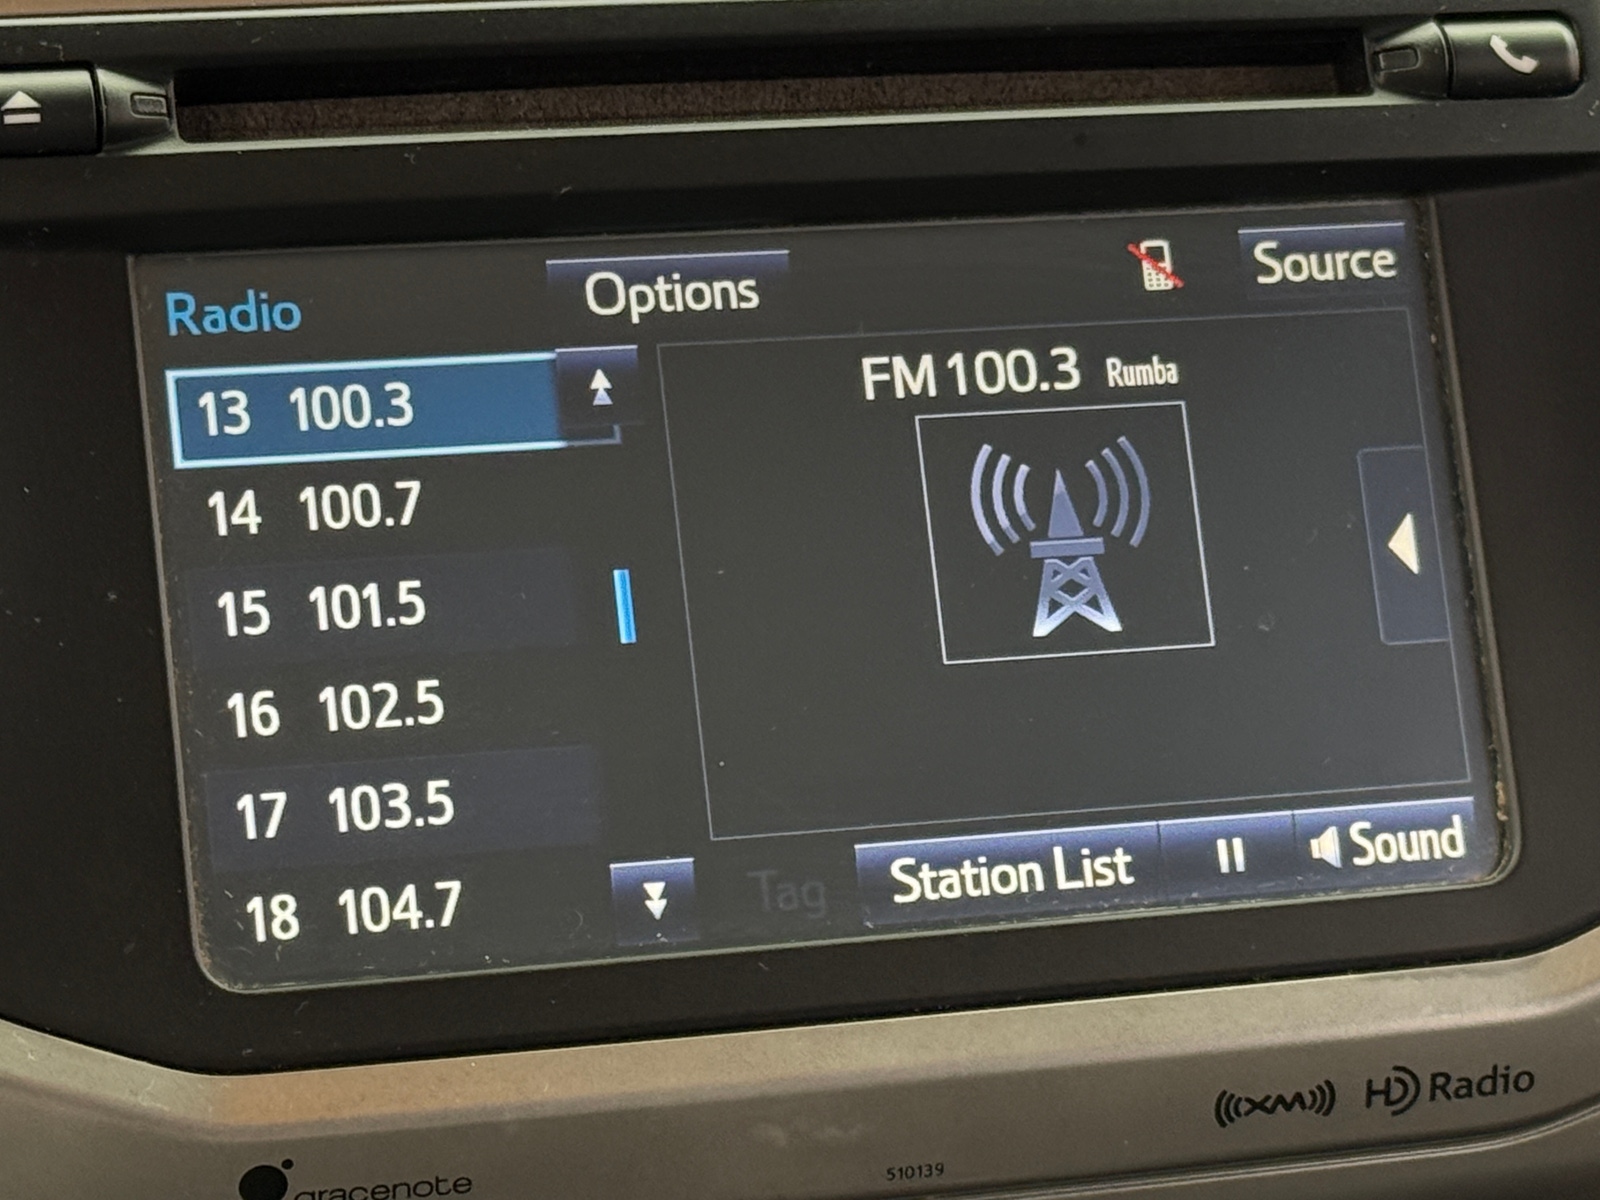 Radio
Options
Source
13 100.3
14 100.7
15 101.5
16 102.5
17 103.5
18 104.7
FM 100.3 Rumba
Tag
Station List
Sound
((XM)) HD Radio
510139
gracenote